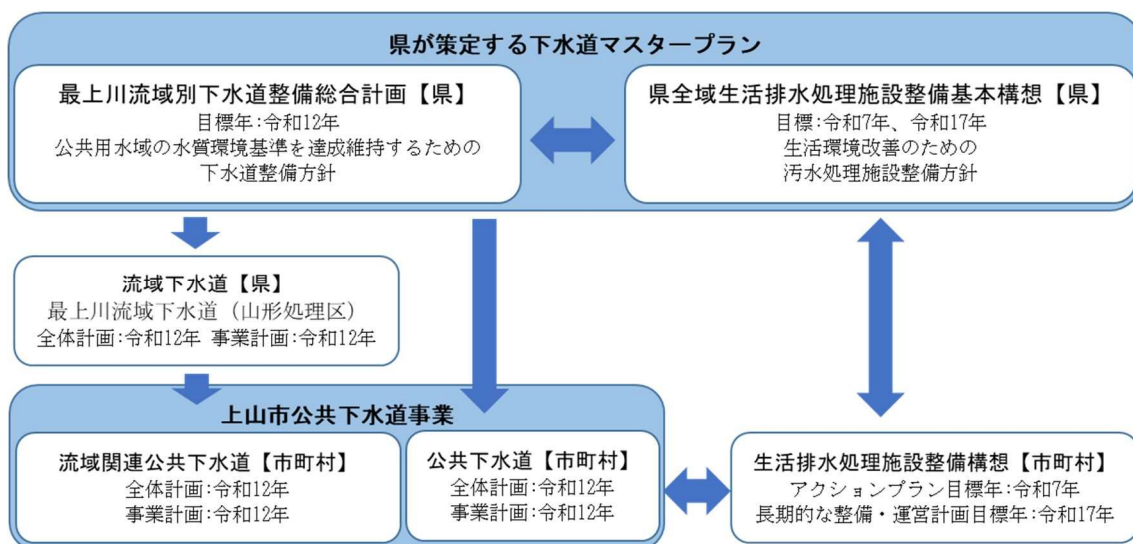 県が策定する下水道マスタープラン
最上川流域別下水道整備総合計画【県】
目標年:令和12年
公共用水域の水質環境基準を達成維持するための
下水道整備方針
県全域生活排水処理施設整備基本構想【県】
目標:令和7年、令和17年
生活環境改善のための
汚水処理施設整備方針
流域下水道【県】
最上川流域下水道（山形処理区）
全体計画:令和12年 事業計画:令和12年
上山市公共下水道事業
流域関連公共下水道【市町村】
全体計画:令和12年
事業計画:令和12年
公共下水道【市町村】
全体計画:令和12年
事業計画:令和12年
生活排水処理施設整備構想【市町村】
アクションプラン目標年:令和7年
長期的な整備・運営計画目標年:令和17年